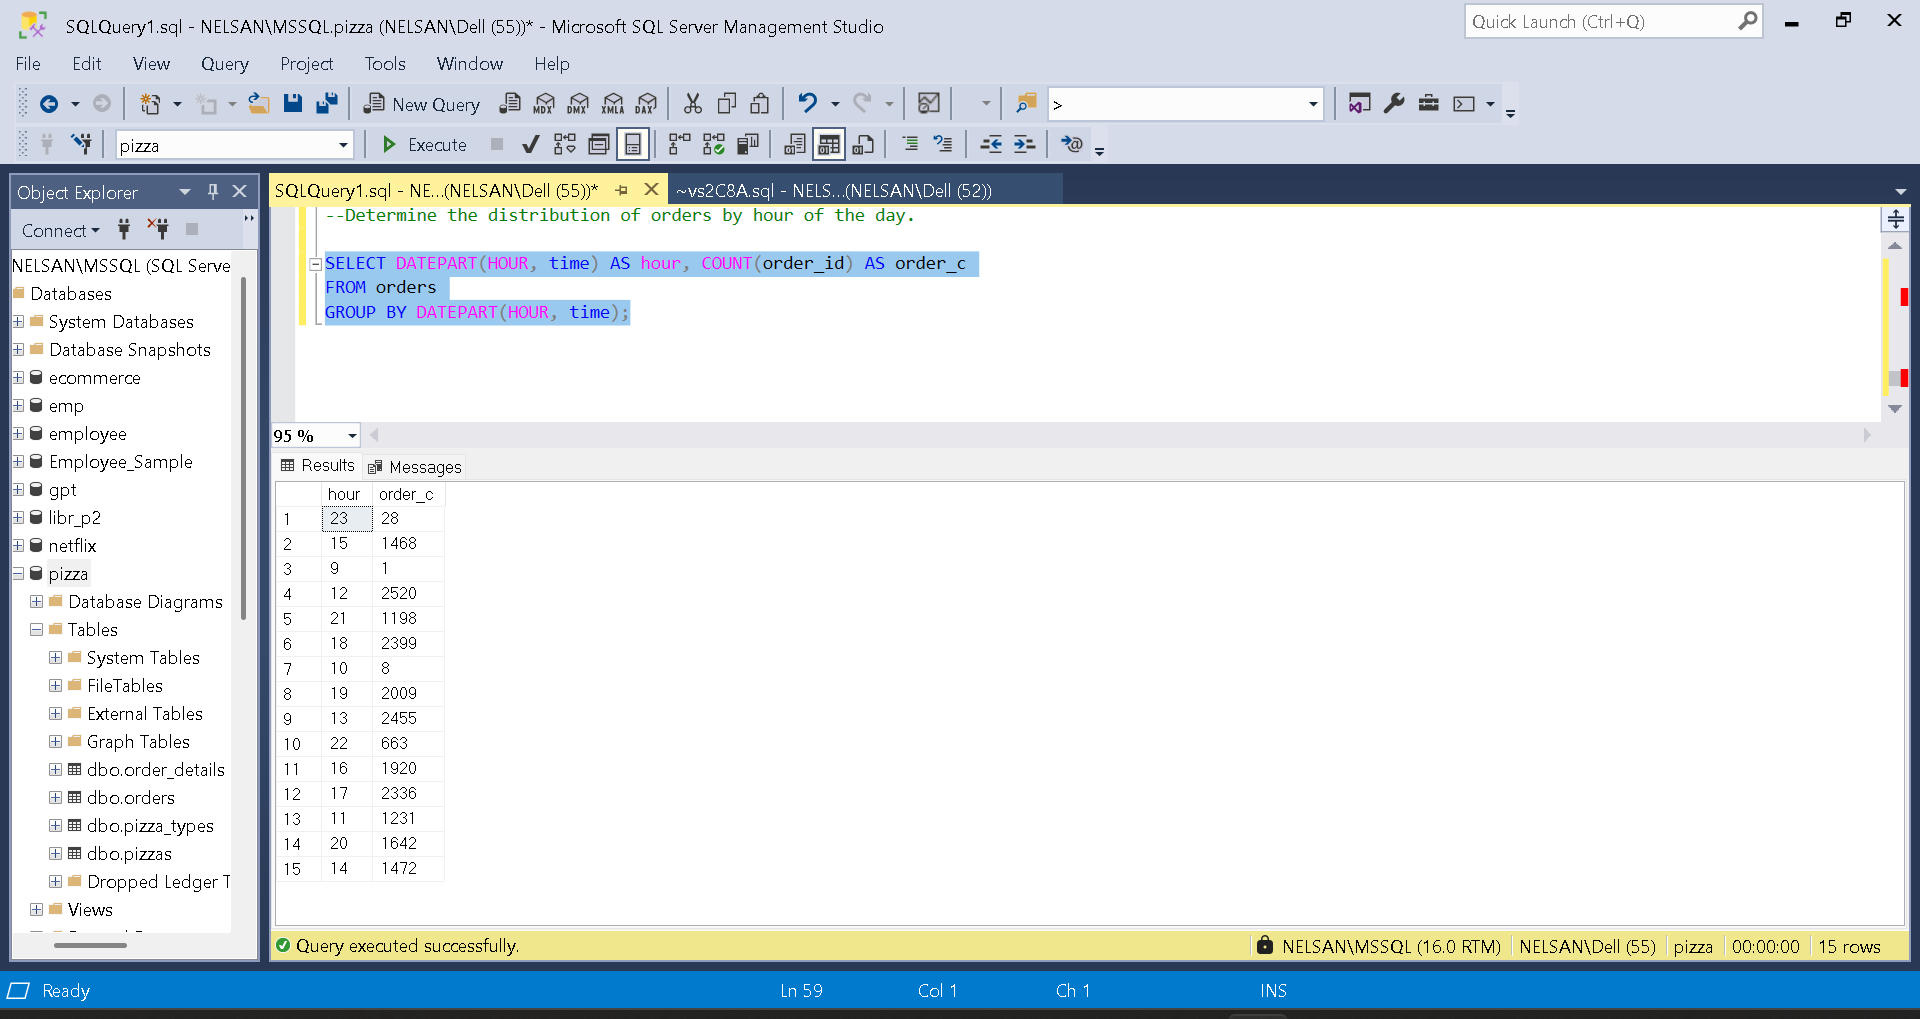 SQLQuery1.sql - NELSAN\MSSQL.pizza (NELSAN\Dell (55))* - Microsoft SQL Server Management Studio
Quick Launch (Ctrl+Q)
File Edit View Query Project Tools Window Help
New Query MDX DMX XMLA DAX >
pizza Execute
Object Explorer
Connect
NELSAN\MSSQL (SQL Serve
Databases
System Databases
Database Snapshots
ecommerce
emp
employee
Employee_Sample
gpt
libr_p2
netflix
pizza
Database Diagrams
Tables
System Tables
FileTables
External Tables
Graph Tables
dbo.order_details
dbo.orders
dbo.pizza_types
dbo.pizzas
Dropped Ledger T
Views
SQLQuery1.sql - NE...(NELSAN\Dell (55))* ~vs2C8A.sql - NELS...(NELSAN\Dell (52))
--Determine the distribution of orders by hour of the day.
SELECT DATEPART(HOUR, time) AS hour, COUNT(order_id) AS order_c
FROM orders
GROUP BY DATEPART(HOUR, time);
95 %
Results Messages
hour order_c
1 23 28
2 15 1468
3 9 1
4 12 2520
5 21 1198
6 18 2399
7 10 8
8 19 2009
9 13 2455
10 22 663
11 16 1920
12 17 2336
13 11 1231
14 20 1642
15 14 1472
Query executed successfully. NELSAN\MSSQL (16.0 RTM) NELSAN\Dell (55) pizza 00:00:00 15 rows
Ready Ln 59 Col 1 Ch 1 INS